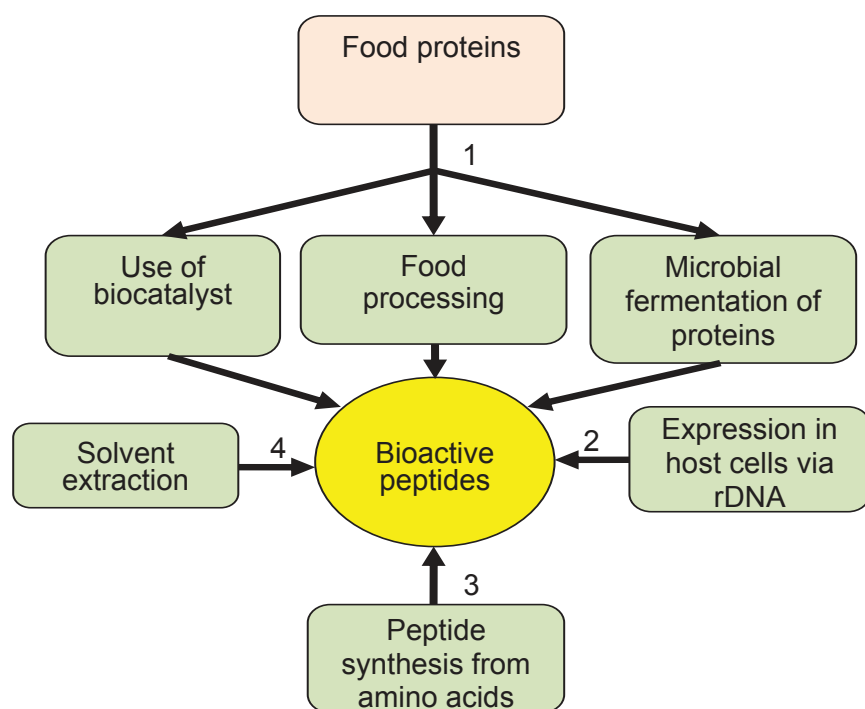 Food proteins
1
Use of
biocatalyst
Food
processing
Microbial
fermentation of
proteins
Solvent
extraction
4
Bioactive
peptides
2
Expression in
host cells via
rDNA
3
Peptide
synthesis from
amino acids